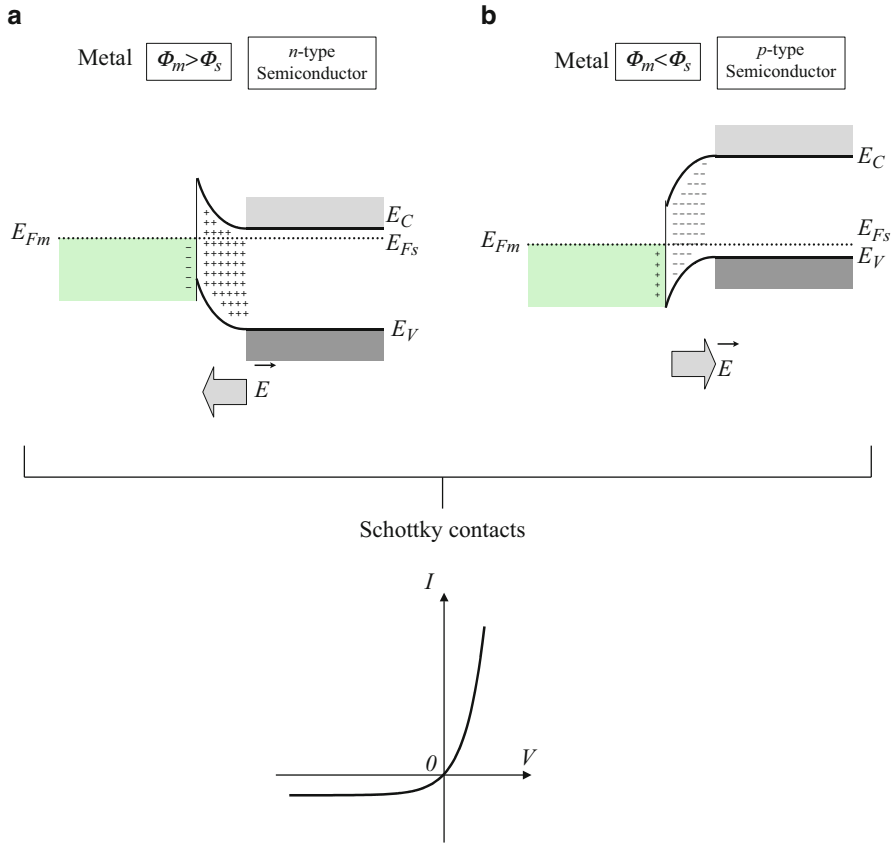 a
Metal Φm>Φs n-type Semiconductor
EC
EFm
EFs
EV
E
b
Metal Φm<Φs p-type Semiconductor
EC
EFm
EFs
EV
E
Schottky contacts
I
0
V